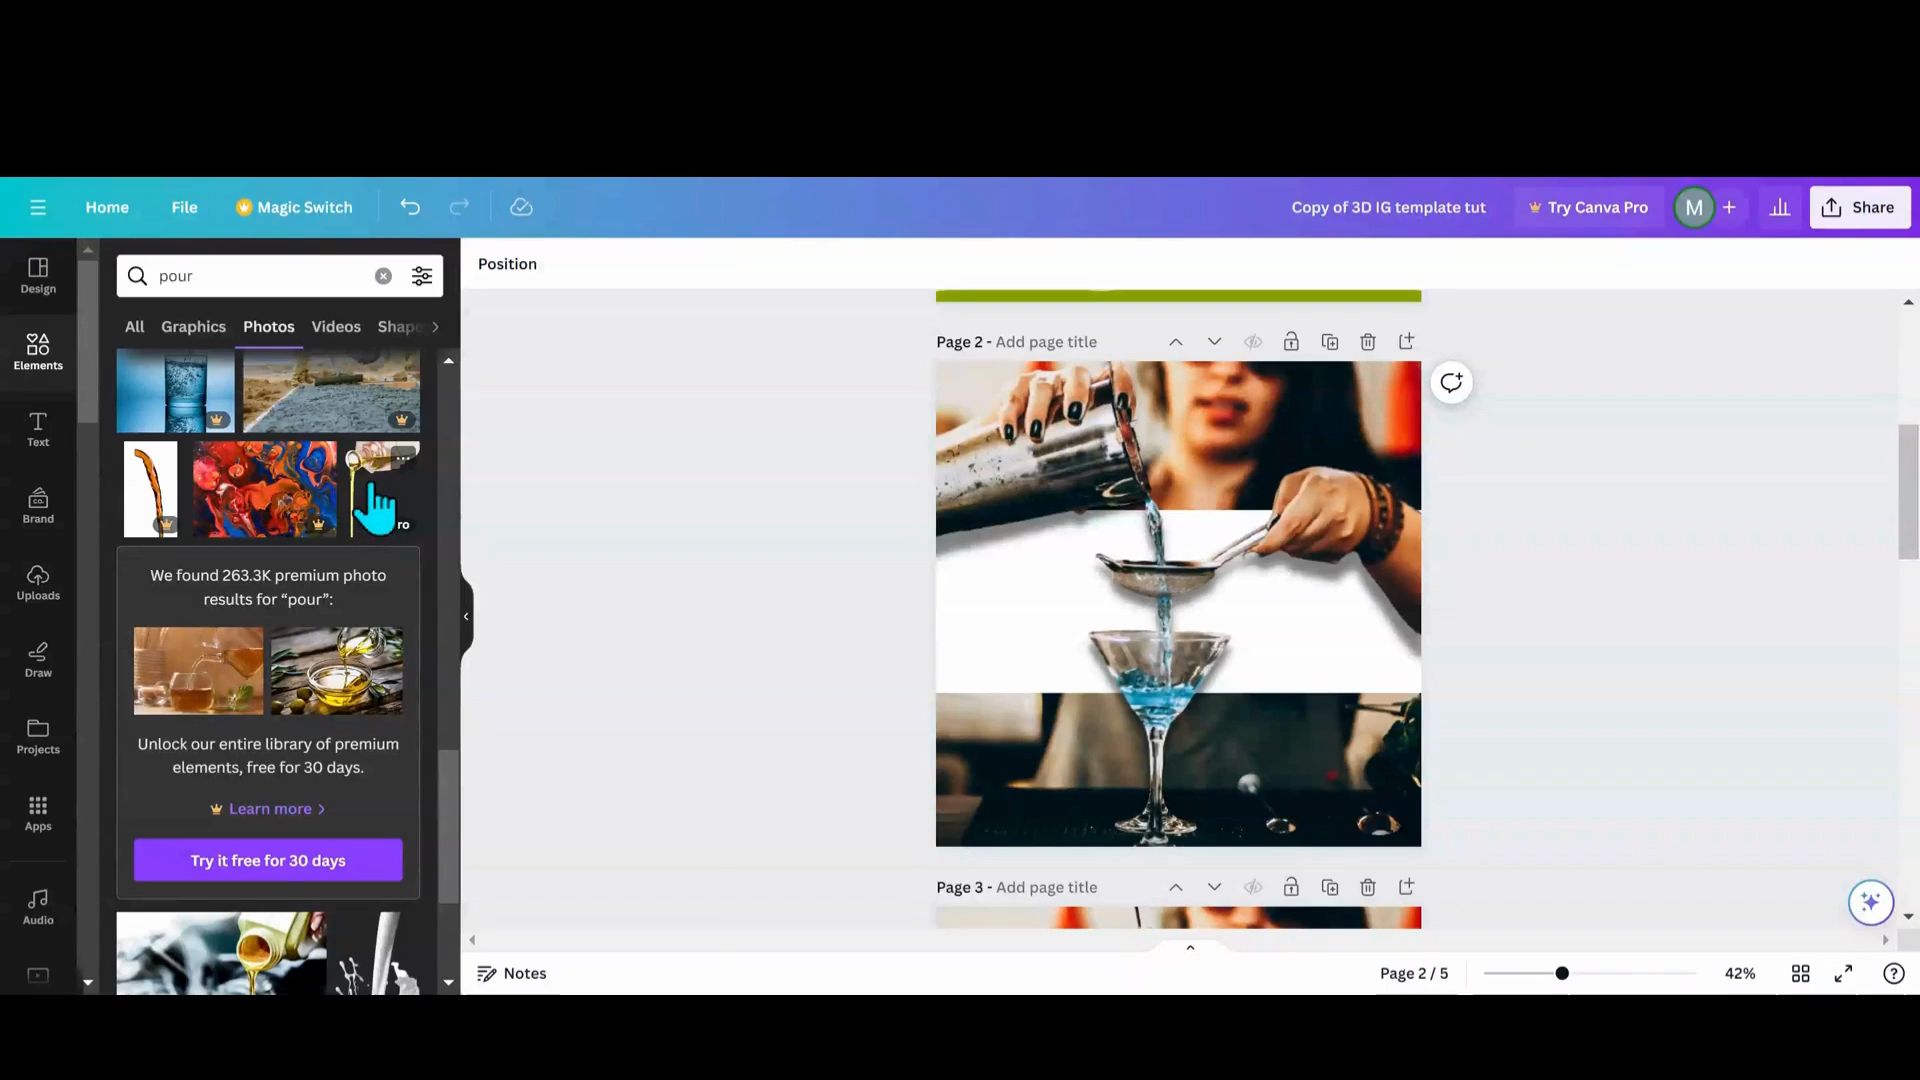 Home File Magic Switch Copy of 3D IG template tut Try Canva Pro M + Share
Design
Elements
Text
Brand
Uploads
Draw
Projects
Apps
Audio
pour
All Graphics Photos Videos Shape
ro
We found 263.3K premium photo
results for “pour”:
Unlock our entire library of premium
elements, free for 30 days.
Learn more
Try it free for 30 days
Position
Page 2 - Add page title
Page 3 - Add page title
Notes
Page 2 / 5 42%